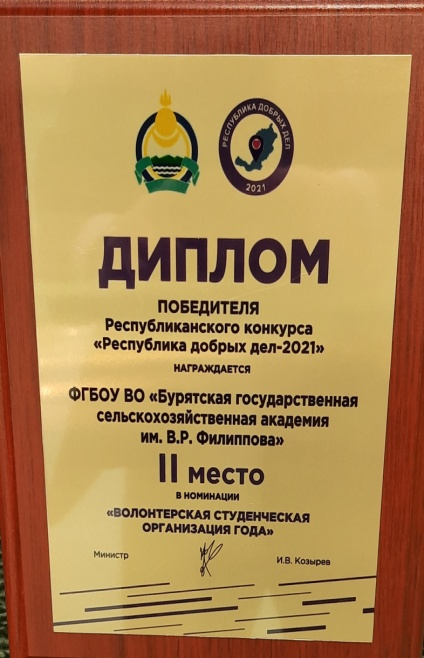 РЕСПУБЛИКА ДОБРЫХ ДЕЛ
2021
ДИПЛОМ
ПОБЕДИТЕЛЯ
Республиканского конкурса
«Республика добрых дел-2021»
НАГРАЖДАЕТСЯ
ФГБОУ ВО «Бурятская государственная
сельскохозяйственная академия
им. В.Р. Филиппова»
II место
В НОМИНАЦИИ
«ВОЛОНТЕРСКАЯ СТУДЕНЧЕСКАЯ
ОРГАНИЗАЦИЯ ГОДА»
Министр И.В. Козырев